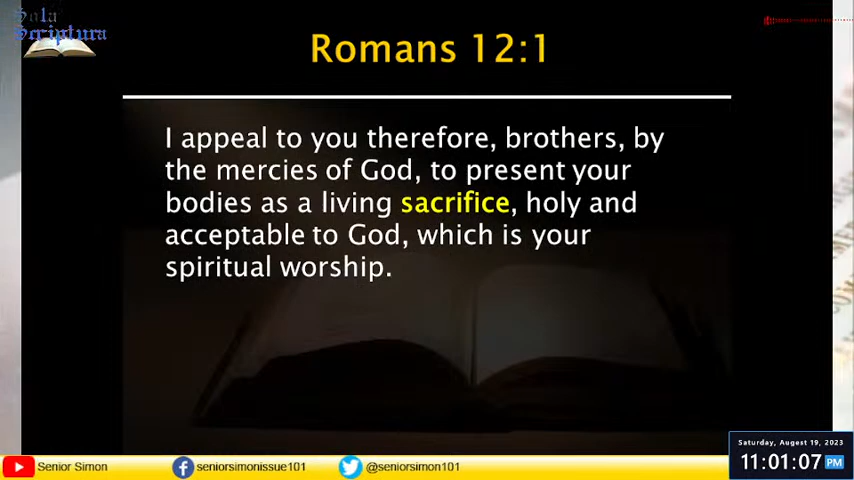 Sola
Scriptura
Romans 12:1
I appeal to you therefore, brothers, by
the mercies of God, to present your
bodies as a living sacrifice, holy and
acceptable to God, which is your
spiritual worship.
Saturday, August 19, 2023
11:01:07 PM
Senior Simon
seniorsimonissue101
@seniorsimon101